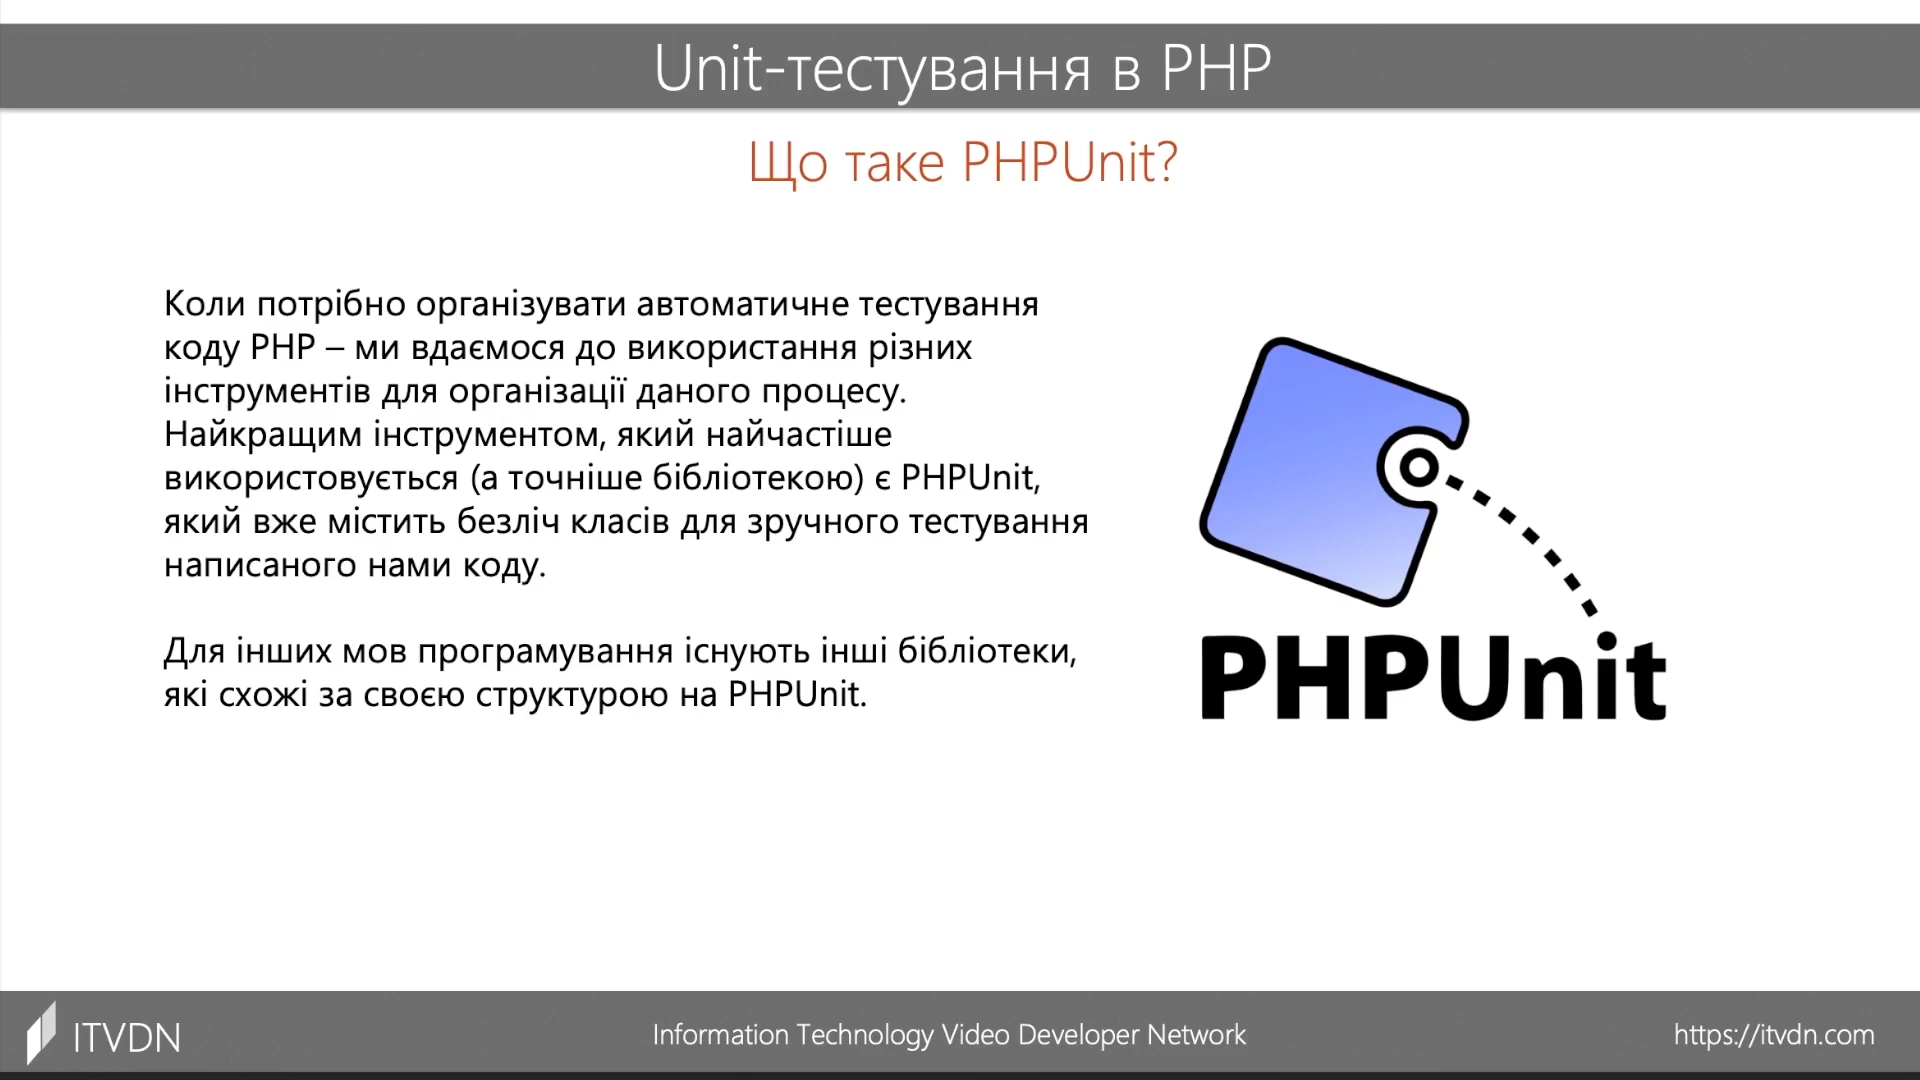 Unit-тестування в PHP
Що таке PHPUnit?
Коли потрібно організувати автоматичне тестування
коду PHP – ми вдаємося до використання різних
інструментів для організації даного процесу.
Найкращим інструментом, який найчастіше
використовується (а точніше бібліотекою) є PHPUnit,
який вже містить безліч класів для зручного тестування
написаного нами коду.
Для інших мов програмування існують інші бібліотеки,
які схожі за своєю структурою на PHPUnit.
PHPUnit
ITVDN
Information Technology Video Developer Network
https://itvdn.com